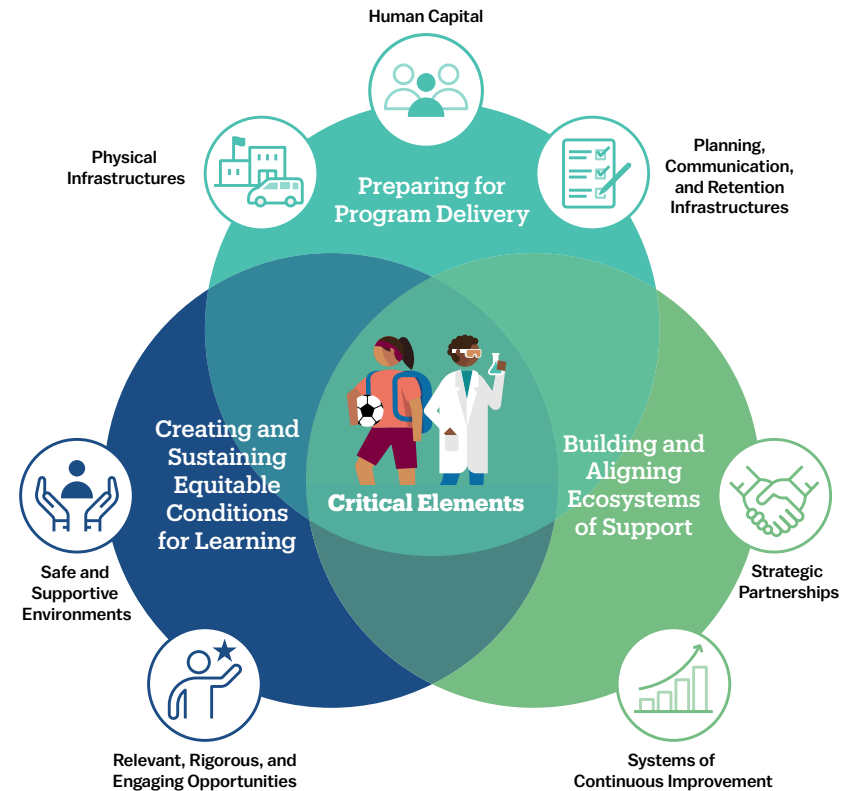 Human Capital
Physical
Infrastructures
Planning,
Communication,
and Retention
Infrastructures
Preparing for
Program Delivery
Creating and
Sustaining
Equitable
Conditions
for Learning
Building and
Aligning
Ecosystems
of Support
Critical Elements
Safe and
Supportive
Environments
Strategic
Partnerships
Relevant, Rigorous, and
Engaging Opportunities
Systems of
Continuous Improvement